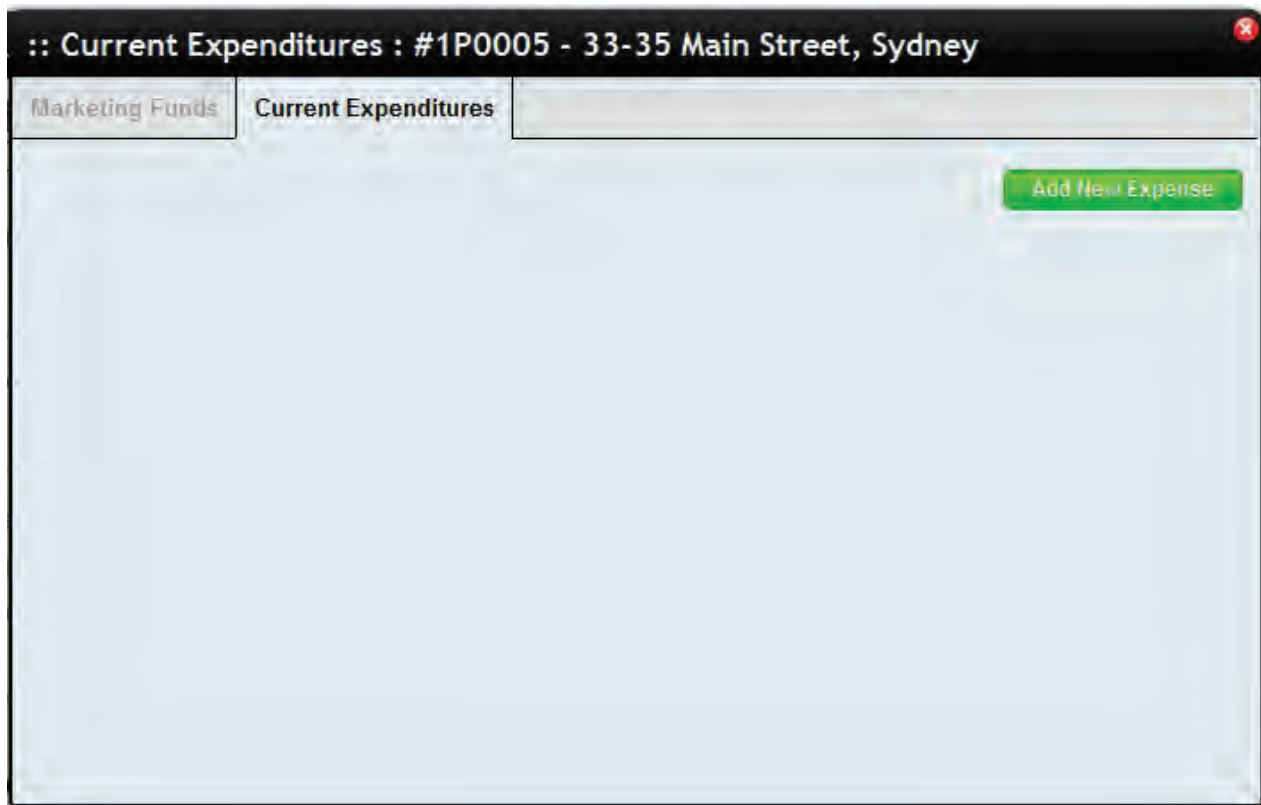 :: Current Expenditures : #1P0005 - 33-35 Main Street, Sydney
Marketing Funds
Current Expenditures
Add New Expense